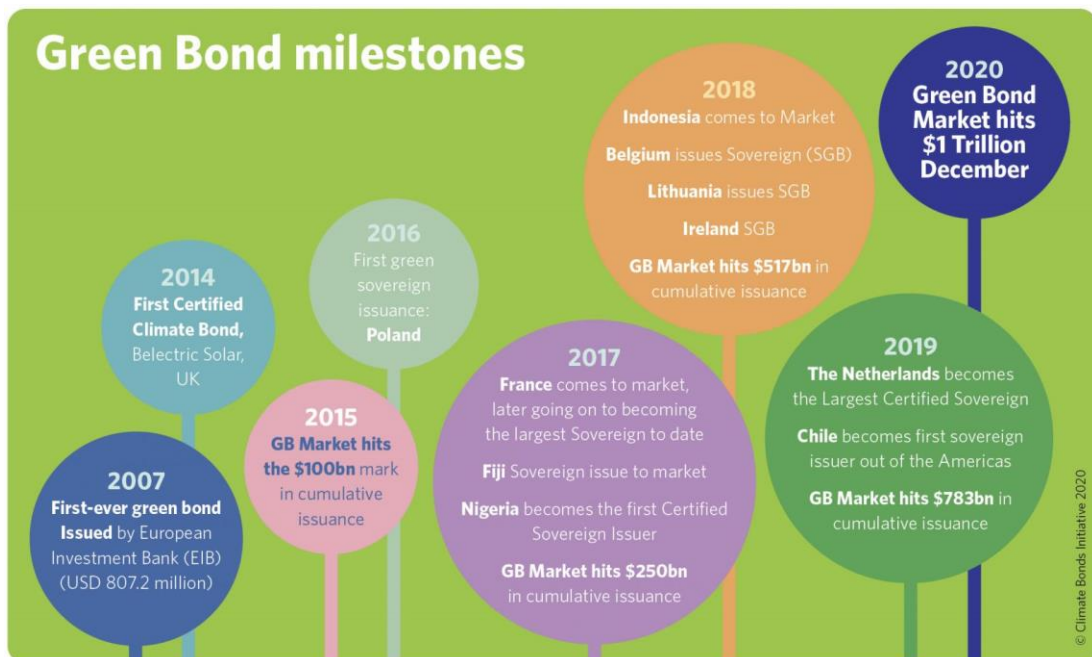 Green Bond milestones
2007
First-ever green bond
Issued by European
Investment Bank (EIB)
(USD 807.2 million)
2014
First Certified
Climate Bond,
Belectric Solar,
UK
2015
GB Market hits
the $100bn mark
in cumulative
issuance
2016
First green
sovereign
issuance:
Poland
2017
France comes to market,
later going on to becoming
the largest Sovereign to date
Fiji Sovereign issue to market
Nigeria becomes the first Certified
Sovereign Issuer
GB Market hits $250bn
in cumulative issuance
2018
Indonesia comes to Market
Belgium issues Sovereign (SGB)
Lithuania issues SGB
Ireland SGB
GB Market hits $517bn in
cumulative issuance
2019
The Netherlands becomes
the Largest Certified Sovereign
Chile becomes first sovereign
issuer out of the Americas
GB Market hits $783bn in
cumulative issuance
2020
Green Bond
Market hits
$1 Trillion
December
© Climate Bonds Initiative 2020